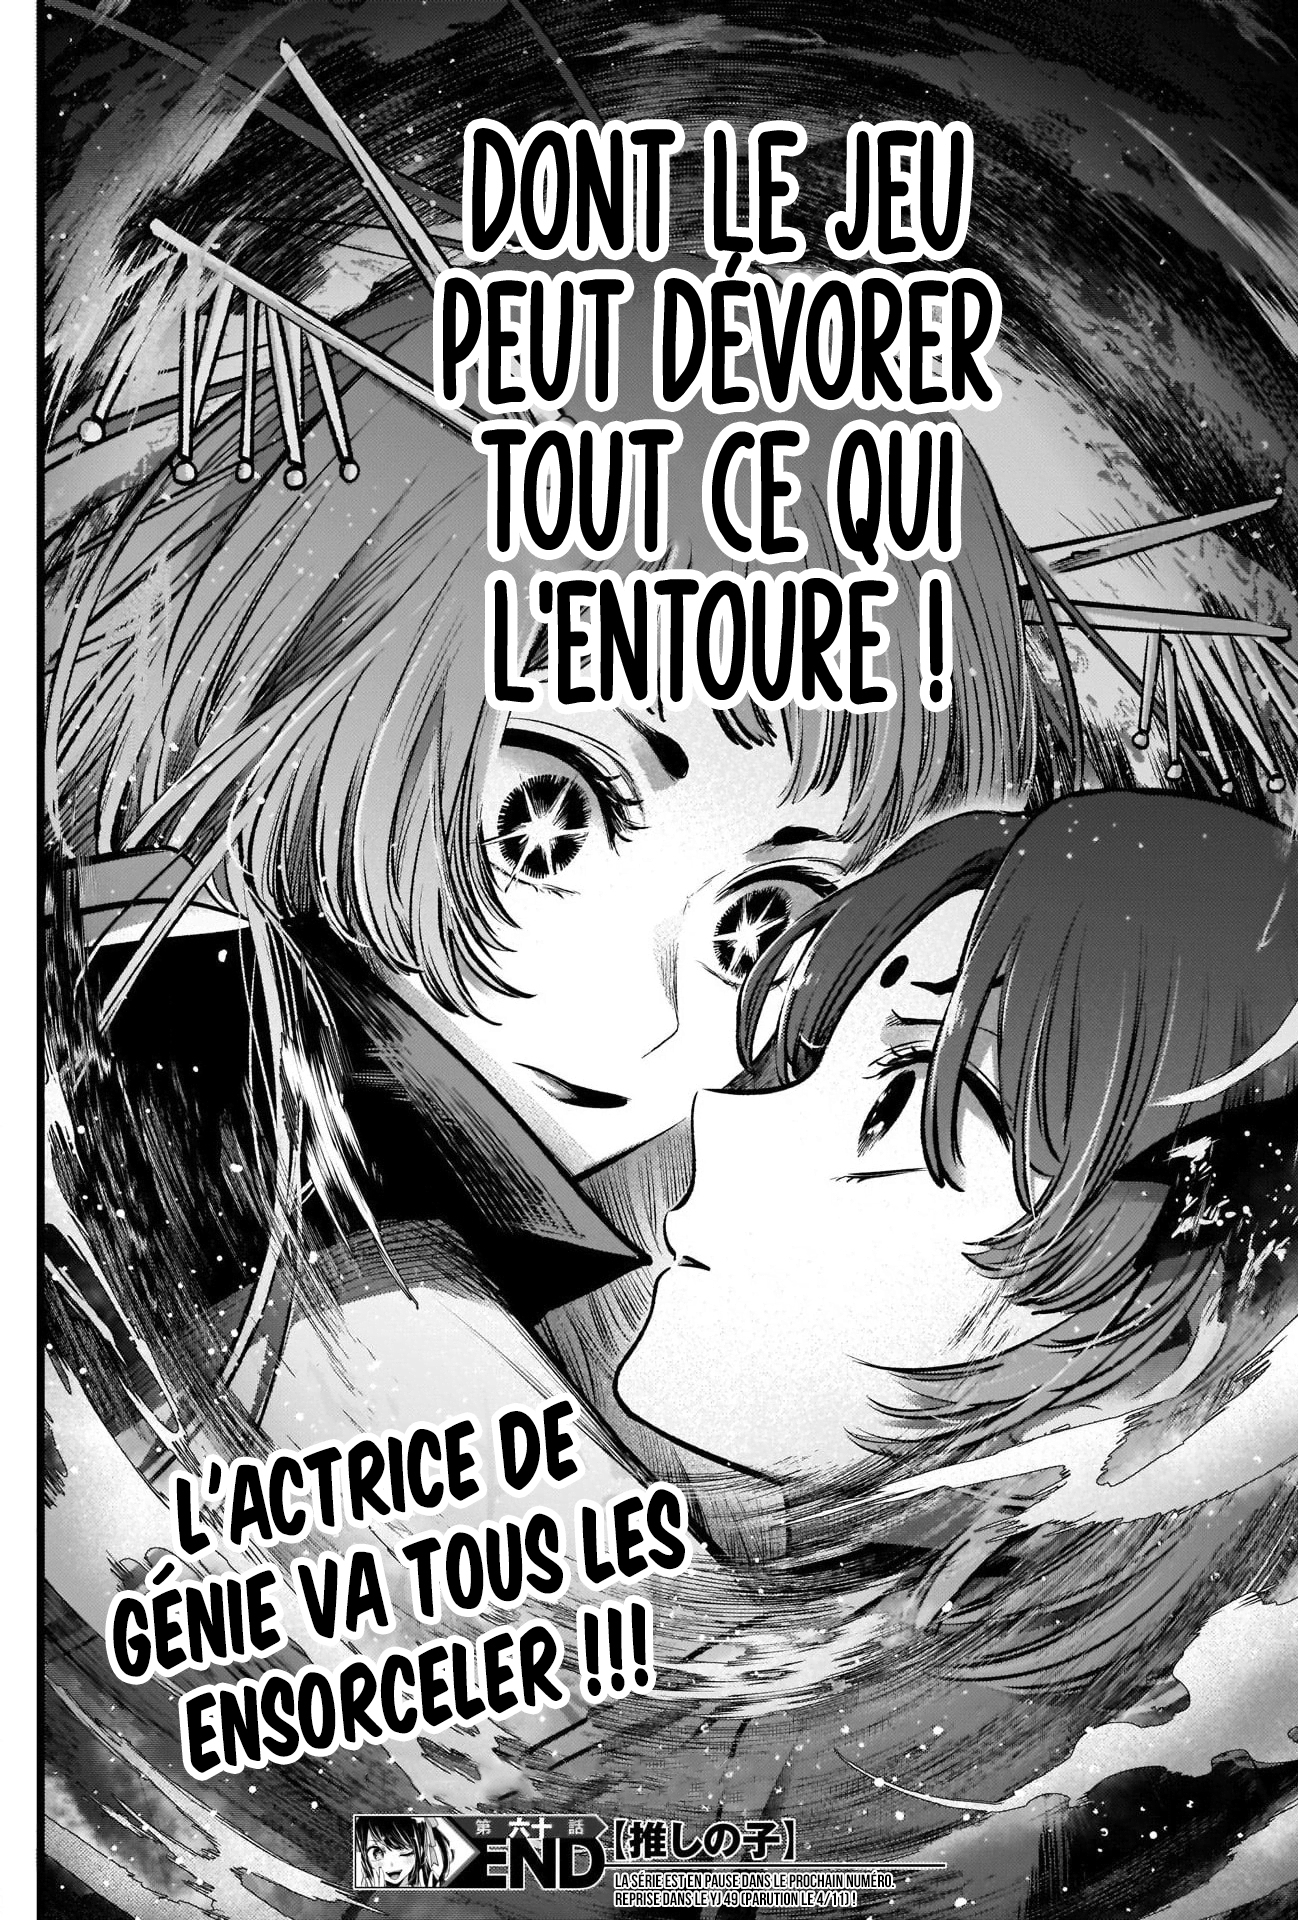 DONT LE JEU
PEUT DÉVORER
TOUT CE QUI
L'ENTOURE !
L'ACTRICE DE
GÉNIE VA TOUS LES
ENSORCELER !!!
第六十話
END【推しの子】
LA SÉRIE EST EN PAUSE DANS LE PROCHAIN NUMÉRO.
REPRISE DANS LE YJ 49 (PARUTION LE 4/11) !